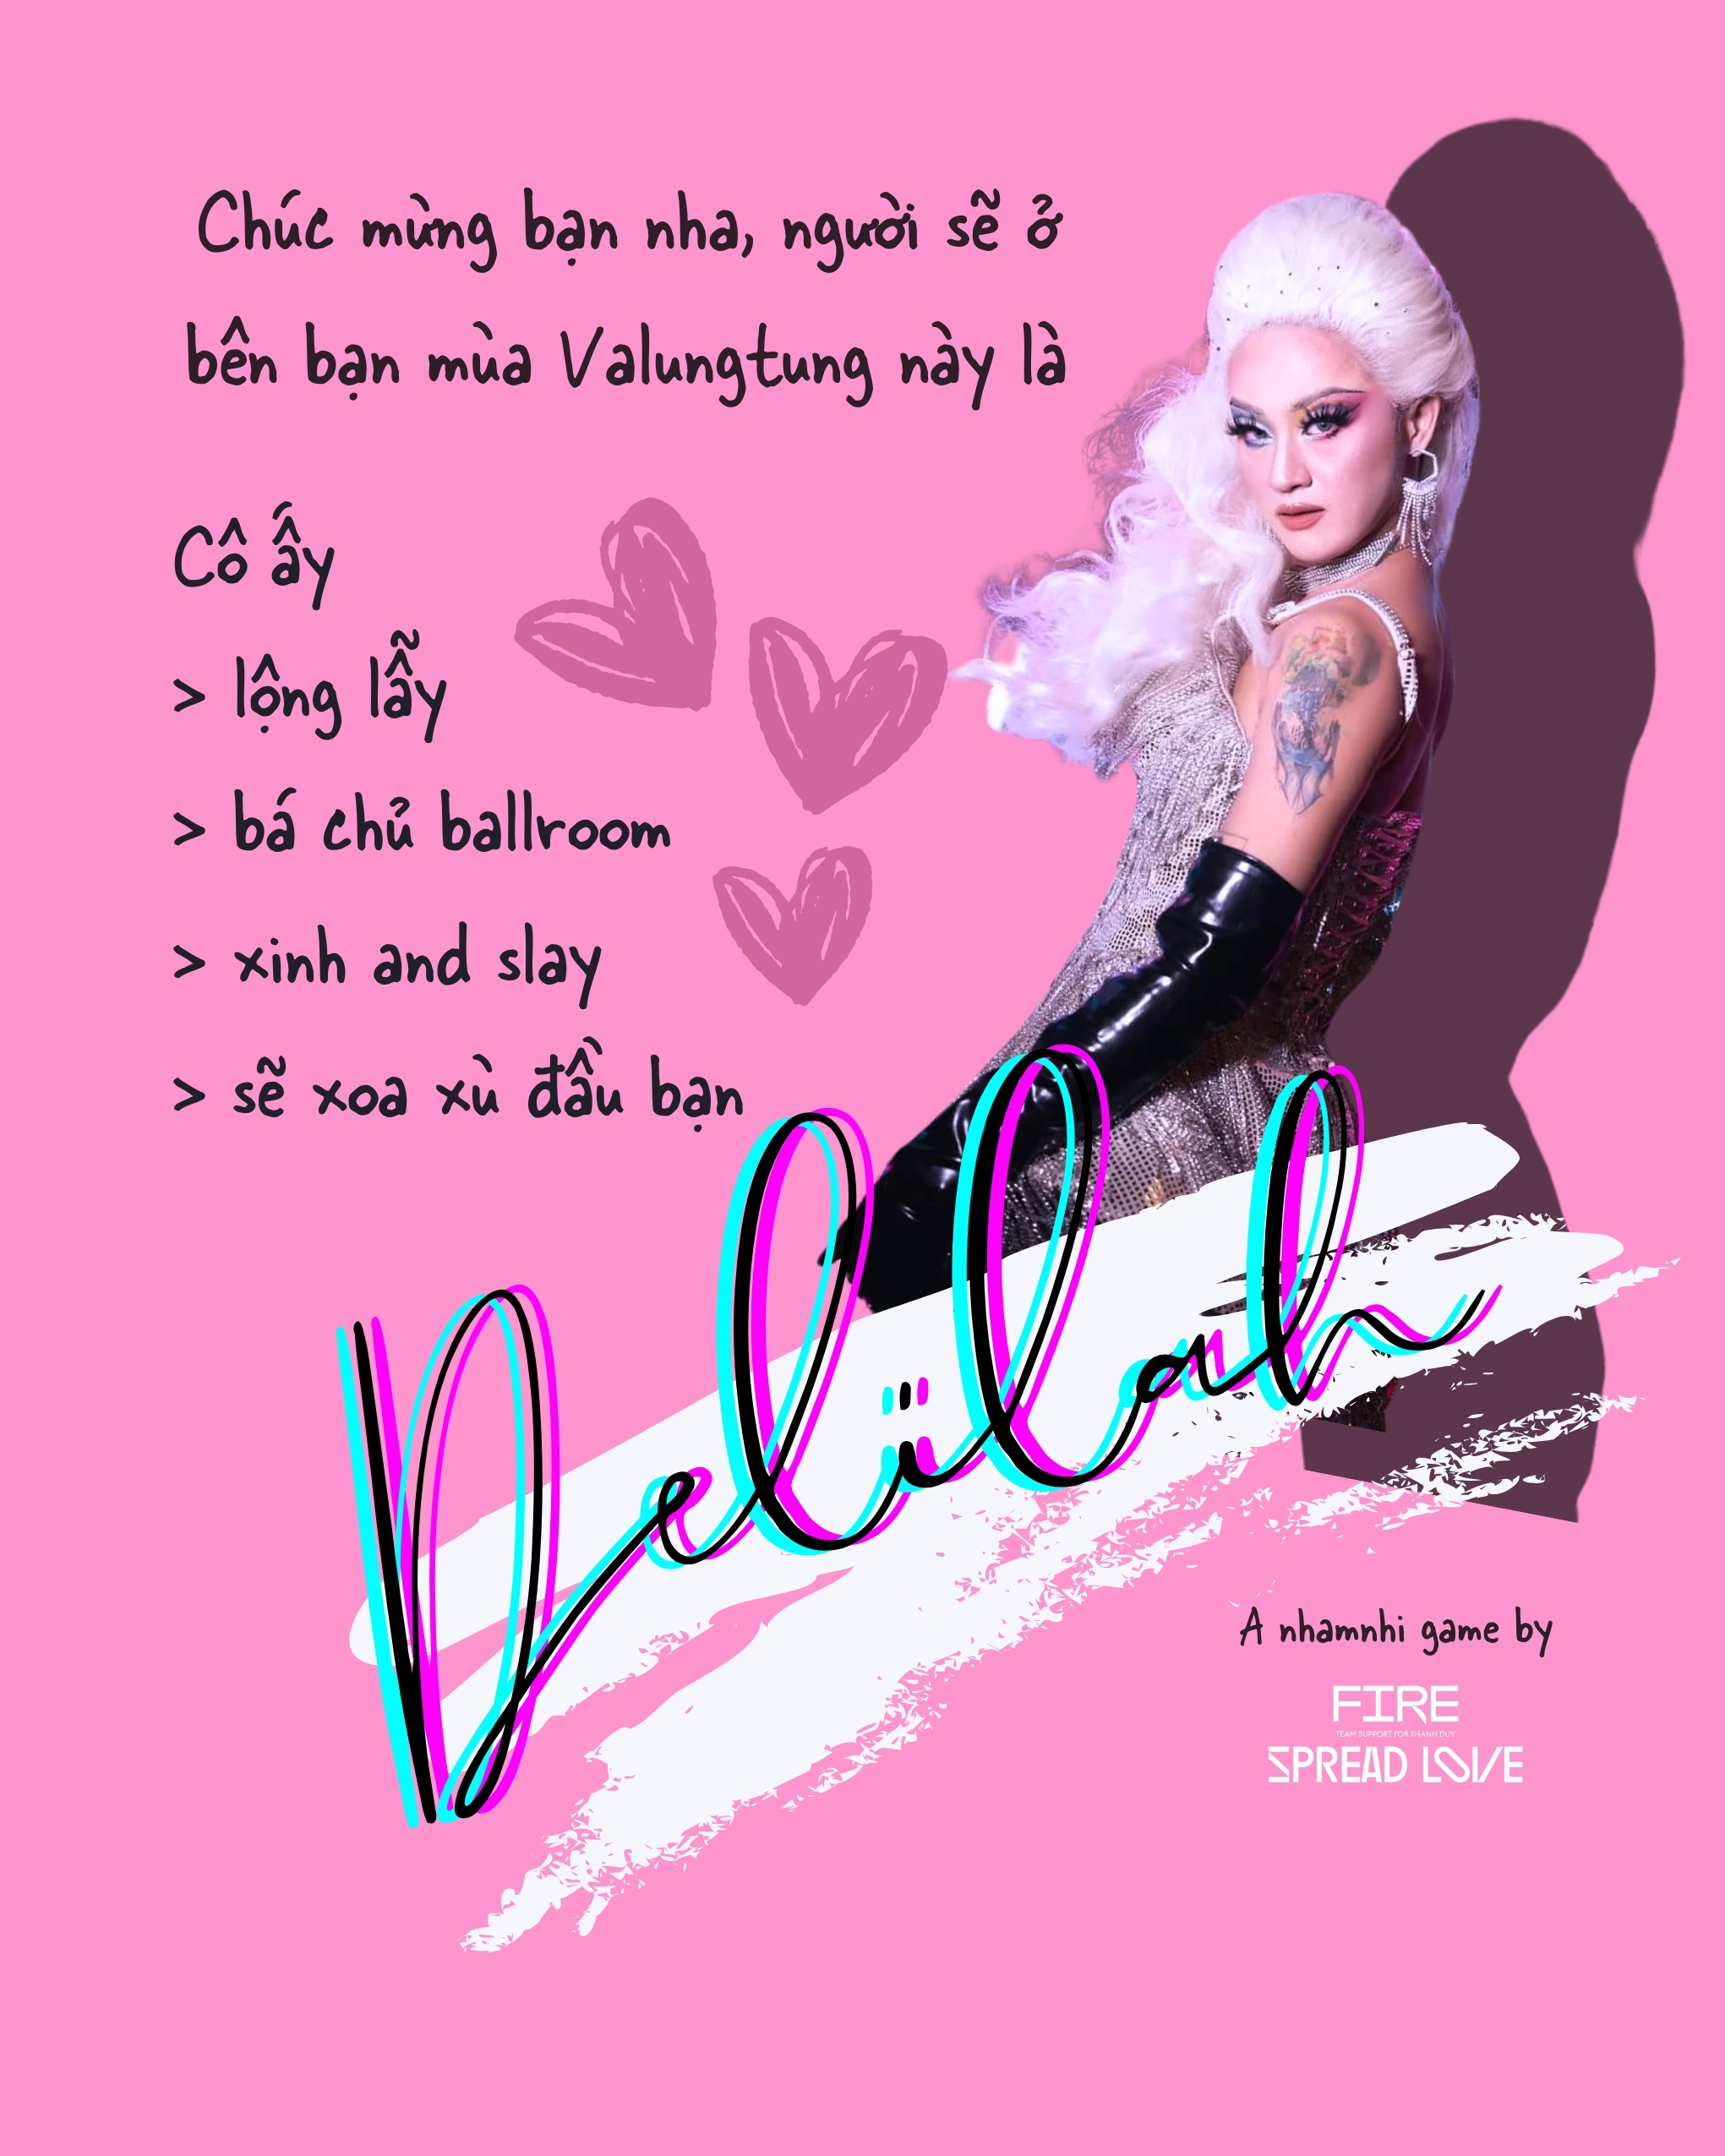 Chúc mừng bạn nha, người sẽ ở
bên bạn mùa Valungtung này là
Cô ấy
> lộng lẫy
> bá chủ ballroom
> xinh and slay
> sẽ xoa xù đầu bạn
Delilah
A nhamnhi game by
FIRE
TEAM SUPPORT FOR THANH DUY
SPREAD LOVE